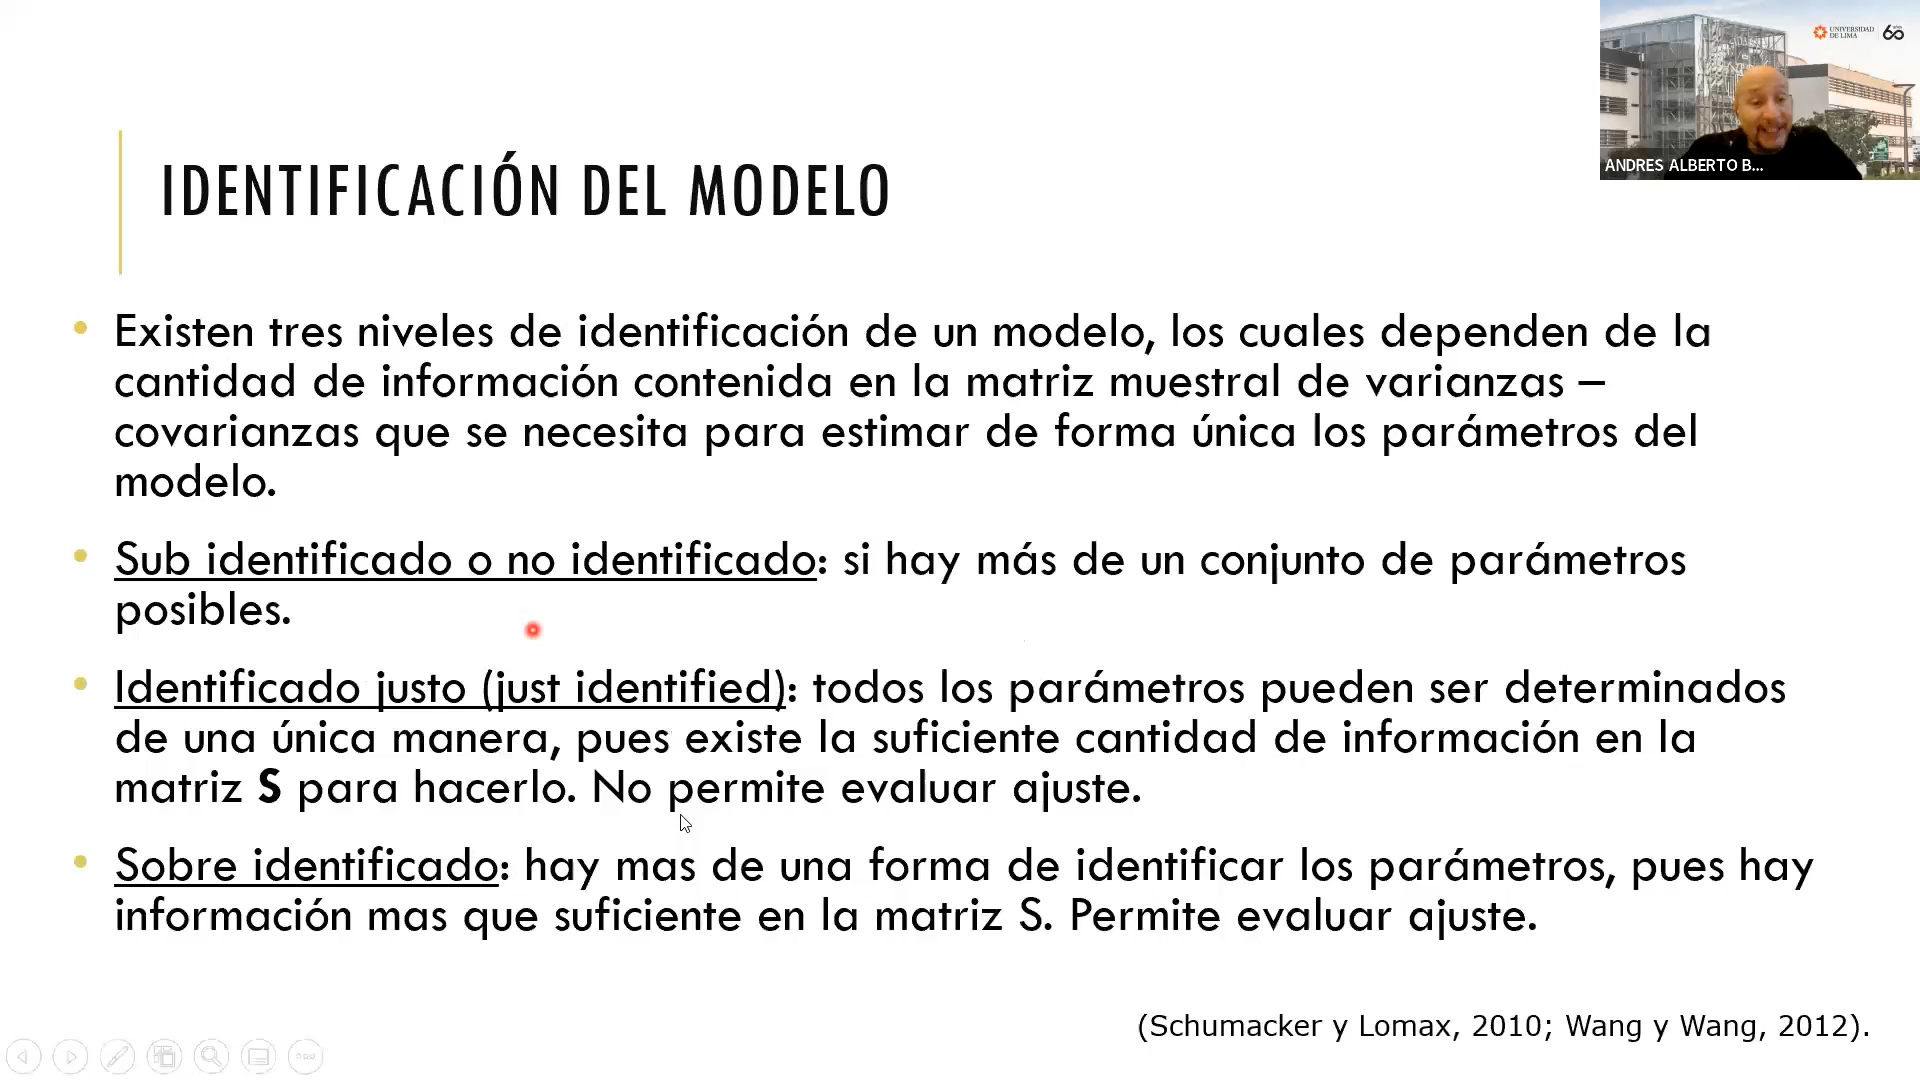 UNIVERSIDAD
DE LIMA
60
ANDRES ALBERTO B...
IDENTIFICACIÓN DEL MODELO
• Existen tres niveles de identificación de un modelo, los cuales dependen de la
cantidad de información contenida en la matriz muestral de varianzas –
covarianzas que se necesita para estimar de forma única los parámetros del
modelo.
• Sub identificado o no identificado: si hay más de un conjunto de parámetros
posibles.
• Identificado justo (just identified): todos los parámetros pueden ser determinados
de una única manera, pues existe la suficiente cantidad de información en la
matriz S para hacerlo. No permite evaluar ajuste.
• Sobre identificado: hay mas de una forma de identificar los parámetros, pues hay
información mas que suficiente en la matriz S. Permite evaluar ajuste.
(Schumacker y Lomax, 2010; Wang y Wang, 2012).